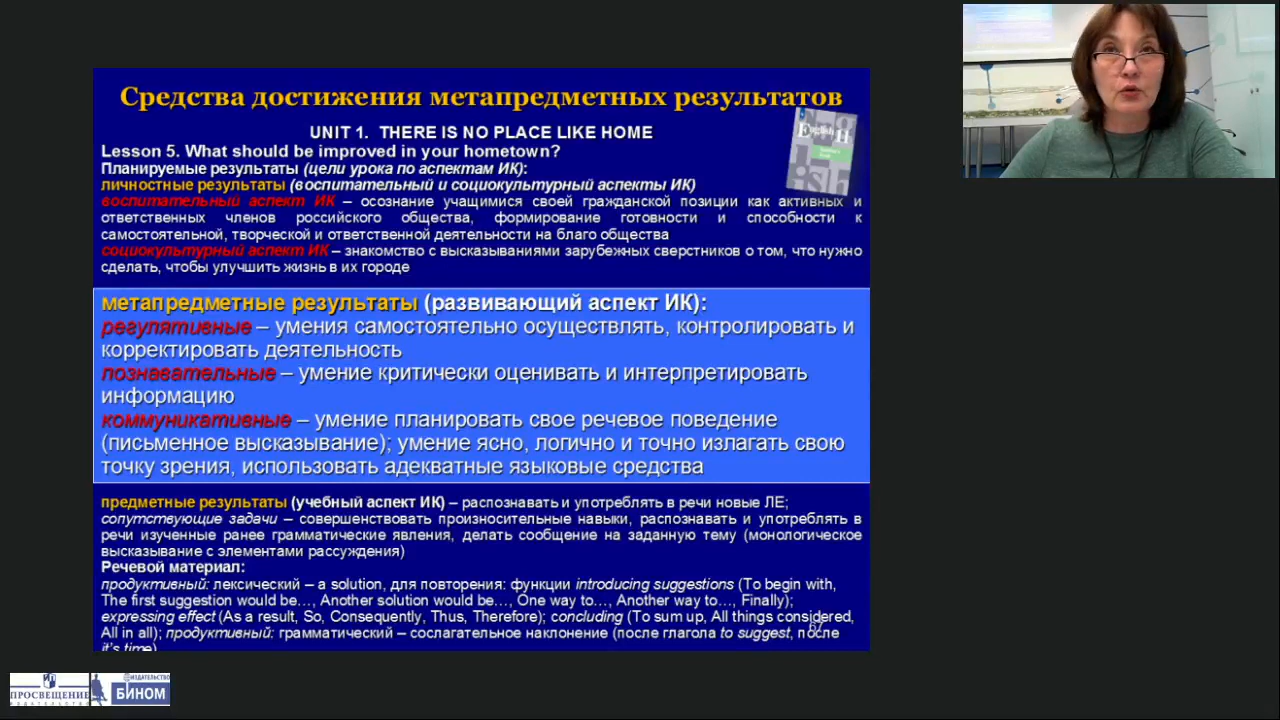 Средства достижения метапредметных результатов
UNIT 1. THERE IS NO PLACE LIKE HOME
Lesson 5. What should be improved in your hometown?
Планируемые результаты (цели урока по аспектам ИК):
личностные результаты (воспитательный и социокультурный аспекты ИК)
воспитательный аспект ИК – осознание учащимися своей гражданской позиции как активных и
ответственных членов российского общества, формирование готовности и способности к
самостоятельной, творческой и ответственной деятельности на благо общества
социокультурный аспект ИК – знакомство с высказываниями зарубежных сверстников о том, что нужно
сделать, чтобы улучшить жизнь в их городе
English
метапредметные результаты (развивающий аспект ИК):
регулятивные – умения самостоятельно осуществлять, контролировать и
корректировать деятельность
познавательные – умение критически оценивать и интерпретировать
информацию
коммуникативные – умение планировать свое речевое поведение
(письменное высказывание); умение ясно, логично и точно излагать свою
точку зрения, использовать адекватные языковые средства
предметные результаты (учебный аспект ИК) – распознавать и употреблять в речи новые ЛЕ;
сопутствующие задачи – совершенствовать произносительные навыки, распознавать и употреблять в
речи изученные ранее грамматические явления, делать сообщение на заданную тему (монологическое
высказывание с элементами рассуждения)
Речевой материал:
продуктивный: лексический – a solution, для повторения: функции introducing suggestions (To begin with,
The first suggestion would be…, Another solution would be…, One way to…, Another way to…, Finally);
expressing effect (As a result, So, Consequently, Thus, Therefore); concluding (To sum up, All things considered,
All in all); продуктивный: грамматический – сослагательное наклонение (после глагола to suggest, после
it's time)
67
ПРОСВЕЩЕНИЕ
ИЗДАТЕЛЬСТВО
ИЗДАТЕЛЬСТВО
БИНОМ